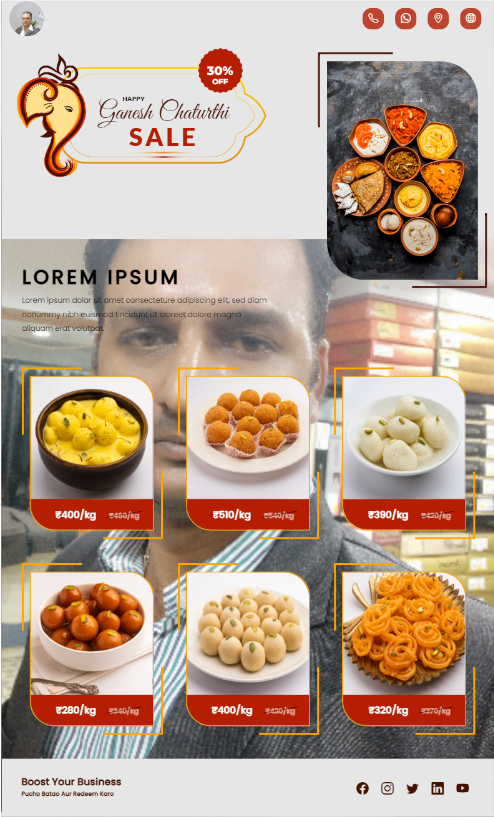 30%
OFF
HAPPY
Ganesh Chaturthi
SALE
LOREM IPSUM
Lorem ipsum dolor sit amet consecteture adipiscing elit, sed diam
nonummy nibh euismod tincidunt ut laoreet dolore magna
aliquam erat volutpat.
₹400/kg ₹450/kg
₹510/kg ₹540/kg
₹390/kg ₹420/kg
₹280/kg ₹340/kg
₹400/kg ₹430/kg
₹320/kg ₹370/kg
Boost Your Business
Pucho Batao Aur Redeem Karo